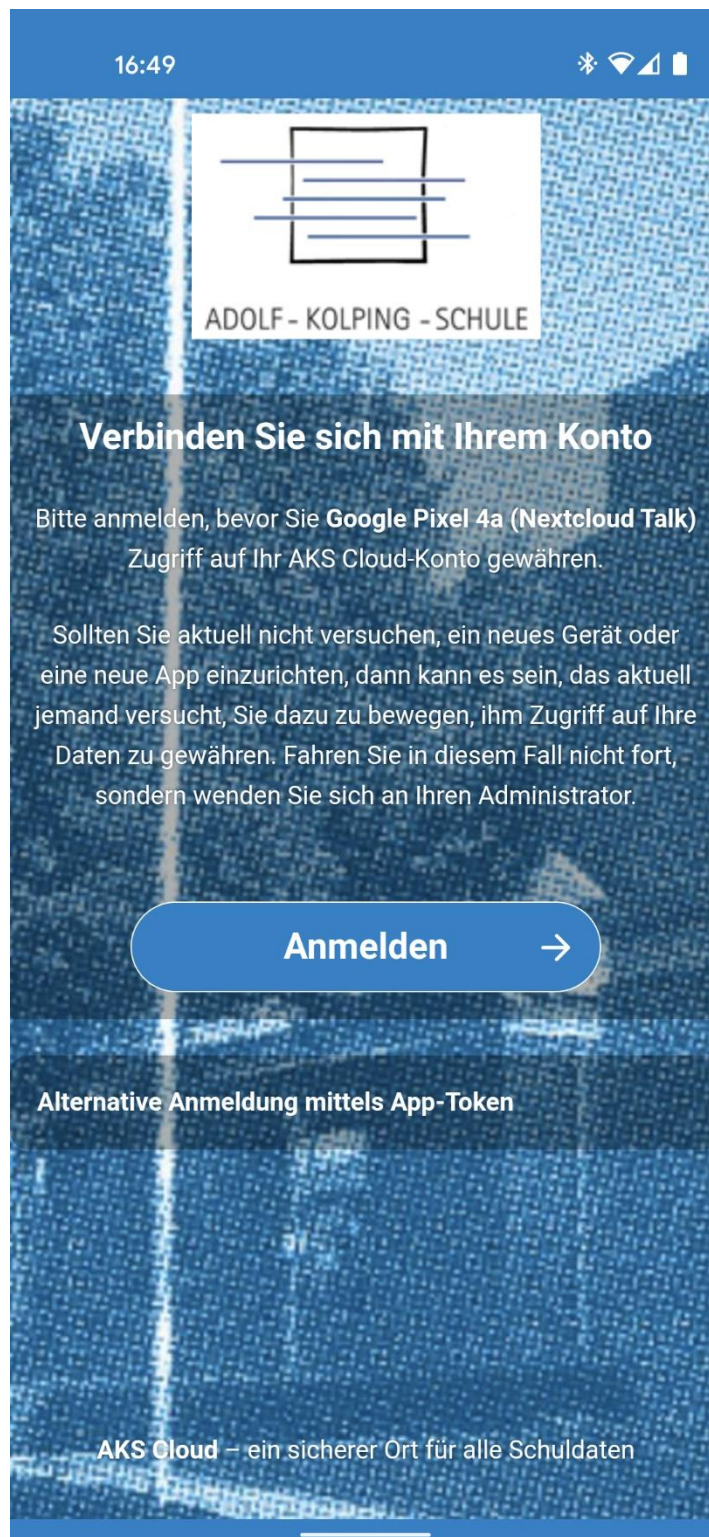 16:49
ADOLF - KOLPING - SCHULE
Verbinden Sie sich mit Ihrem Konto
Bitte anmelden, bevor Sie Google Pixel 4a (Nextcloud Talk)
Zugriff auf Ihr AKS Cloud-Konto gewähren.
Sollten Sie aktuell nicht versuchen, ein neues Gerät oder
eine neue App einzurichten, dann kann es sein, das aktuell
jemand versucht, Sie dazu zu bewegen, ihm Zugriff auf Ihre
Daten zu gewähren. Fahren Sie in diesem Fall nicht fort,
sondern wenden Sie sich an Ihren Administrator.
Anmelden
Alternative Anmeldung mittels App-Token
AKS Cloud – ein sicherer Ort für alle Schuldaten